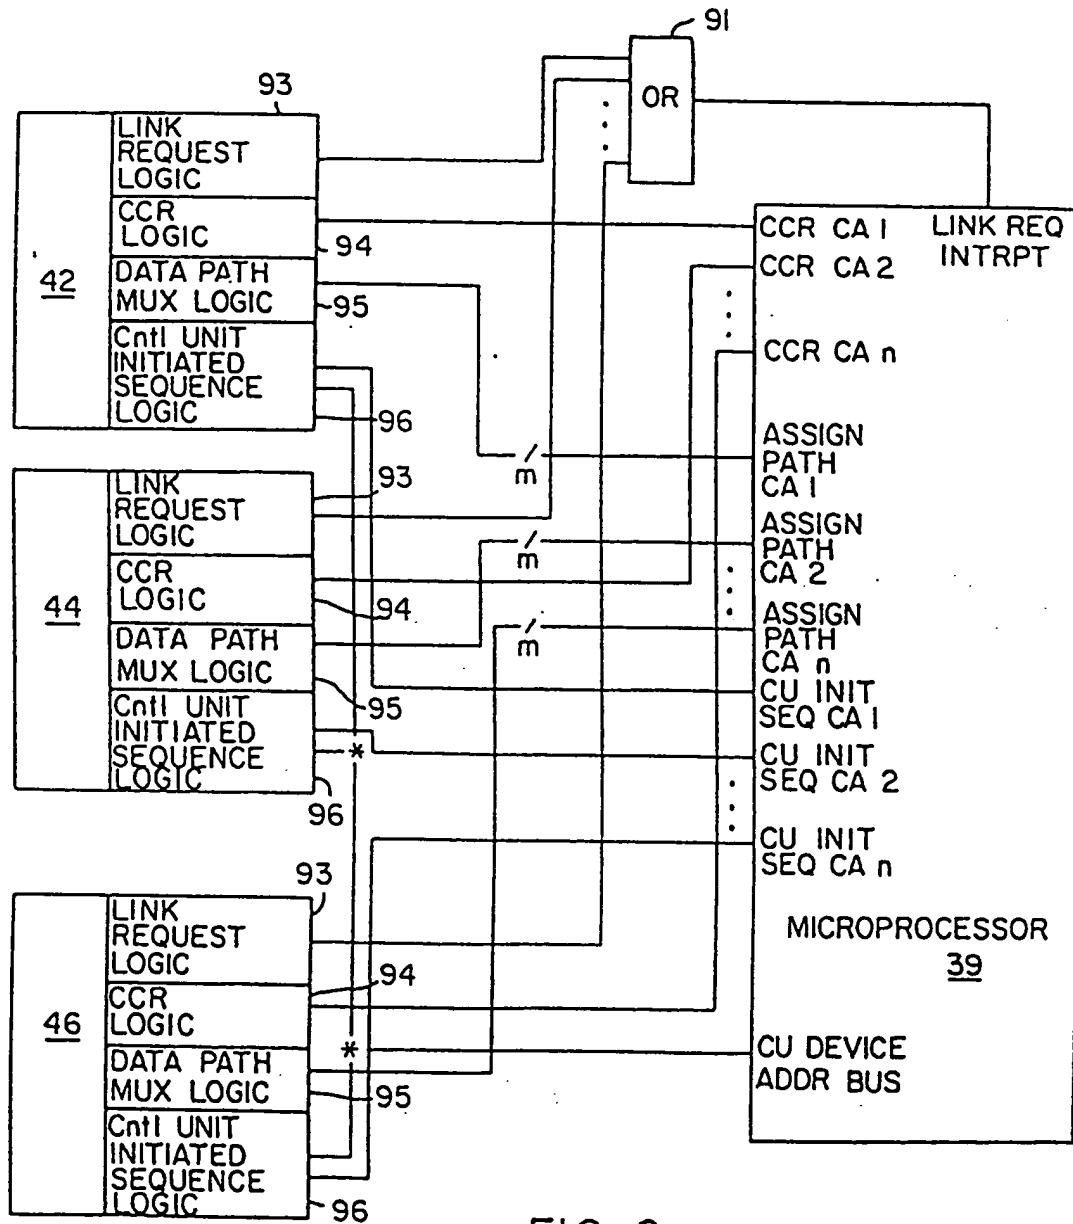 91
OR
93
LINK
REQUEST
LOGIC
CCR
LOGIC
94
42
DATA PATH
MUX LOGIC
95
Cntl UNIT
INITIATED
SEQUENCE
LOGIC
96
93
LINK
REQUEST
LOGIC
CCR
LOGIC
94
44
DATA PATH
MUX LOGIC
95
Cntl UNIT
INITIATED
SEQUENCE
LOGIC
96
*
93
LINK
REQUEST
LOGIC
94
CCR
LOGIC
46
DATA PATH
MUX LOGIC
95
Cntl UNIT
INITIATED
SEQUENCE
LOGIC
96
*
m
m
m
CCR CA 1
LINK REQ
INTRPT
CCR CA 2
CCR CA n
ASSIGN
PATH
CA 1
ASSIGN
PATH
CA 2
ASSIGN
PATH
CA n
CU INIT
SEQ CA 1
CU INIT
SEQ CA 2
CU INIT
SEQ CA n
MICROPROCESSOR
39
CU DEVICE
ADDR BUS